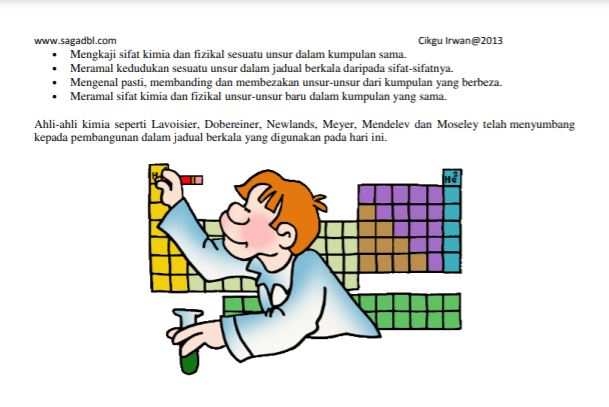 www.sagadbl.com Cikgu Irwan@2013
• Mengkaji sifat kimia dan fizikal sesuatu unsur dalam kumpulan sama.
• Meramal kedudukan sesuatu unsur dalam jadual berkala daripada sifat-sifatnya.
• Mengenal pasti, membanding dan membezakan unsur-unsur dari kumpulan yang berbeza.
• Meramal sifat kimia dan fizikal unsur-unsur baru dalam kumpulan yang sama.
Ahli-ahli kimia seperti Lavoisier, Dobereiner, Newlands, Meyer, Mendelev dan Moseley telah menyumbang
kepada pembangunan dalam jadual berkala yang digunakan pada hari ini.
H
2
He